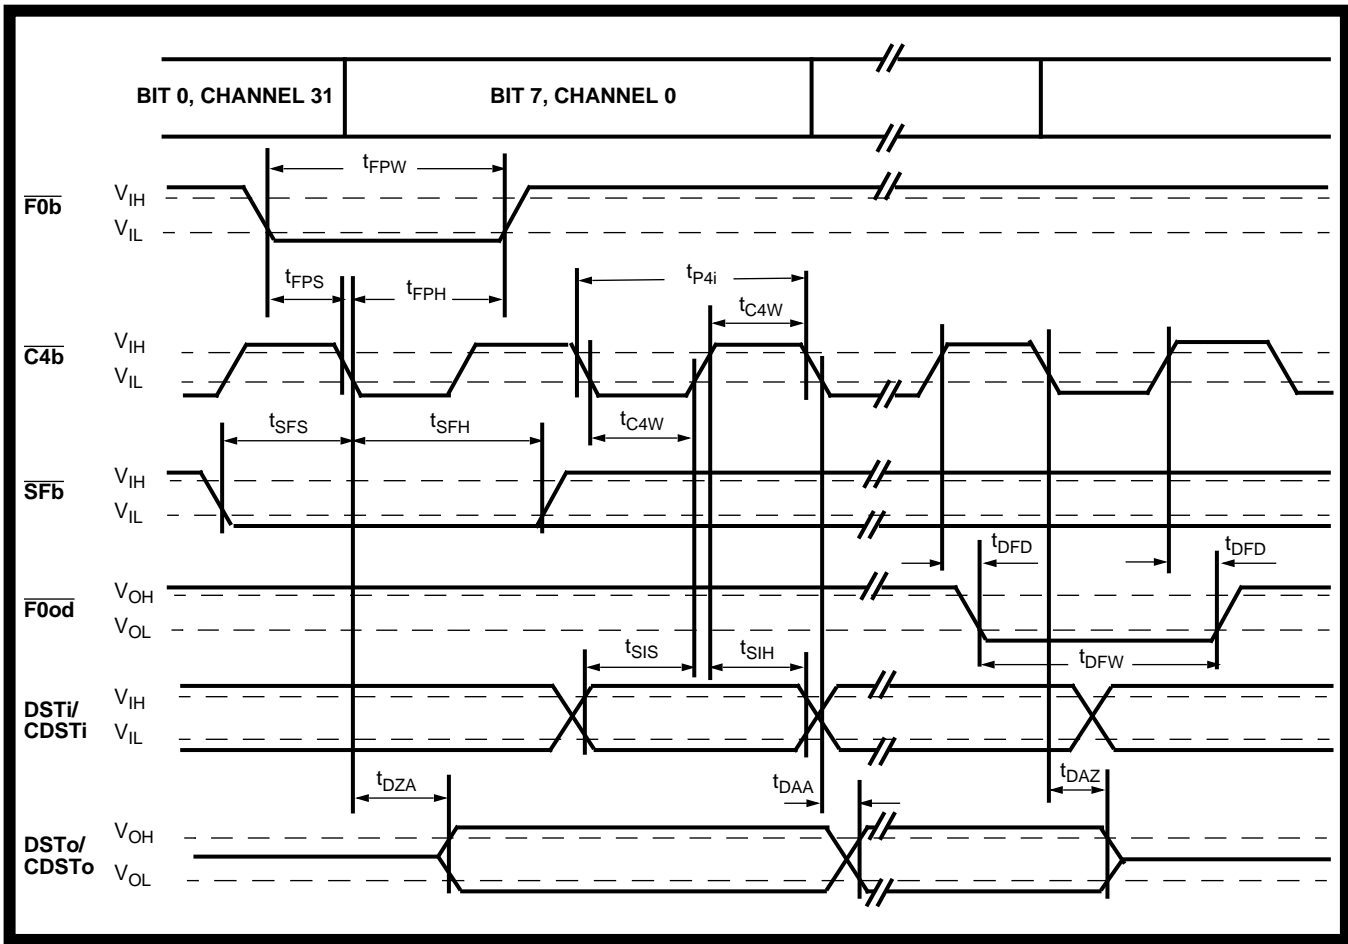 BIT 0, CHANNEL 31 BIT 7, CHANNEL 0
tFPW
F0b VIH
VIL
tFPS tFPH tP4i
tC4W
C4b VIH
VIL
tSFS tSFH tC4W
SFb VIH
VIL
tDFD tDFD
F0od VOH
VOL
tSIS tSIH tDFW
DSTi/
CDSTi
VIH
VIL
tDZA tDAA tDAZ
DSTo/
CDSTo
VOH
VOL